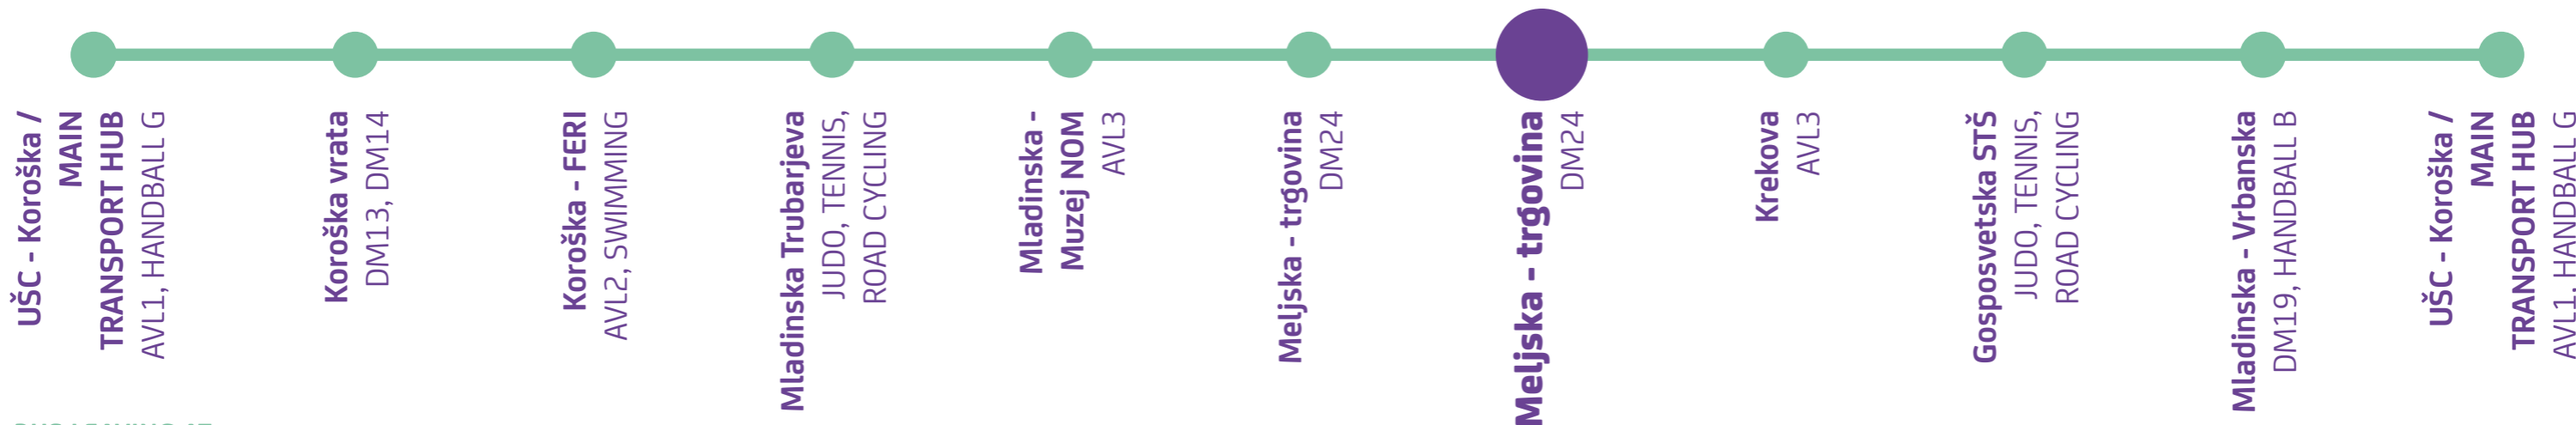 UŠC - Koroška /
MAIN
TRANSPORT HUB
AVL1, HANDBALL G
Koroška vrata
DM13, DM14
Koroška - FERI
AVL2, SWIMMING
Mladinska Trubarjeva
JUDO, TENNIS,
ROAD CYCLING
Mladinska -
Muzej NOM
AVL3
Meljska - trgovina
DM24
Meljska - trgovina
DM24
Krekova
AVL3
Gosposvetska STŠ
JUDO, TENNIS,
ROAD CYCLING
Mladinska - Vrbanska
DM19, HANDBALL B
UŠC - Koroška /
MAIN
TRANSPORT HUB
AVL1, HANDBALL G